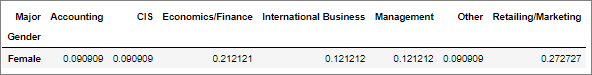 Major Accounting CIS Economics/Finance International Business Management Other Retailing/Marketing
Gender
Female 0.090909 0.090909 0.212121 0.121212 0.121212 0.090909 0.272727